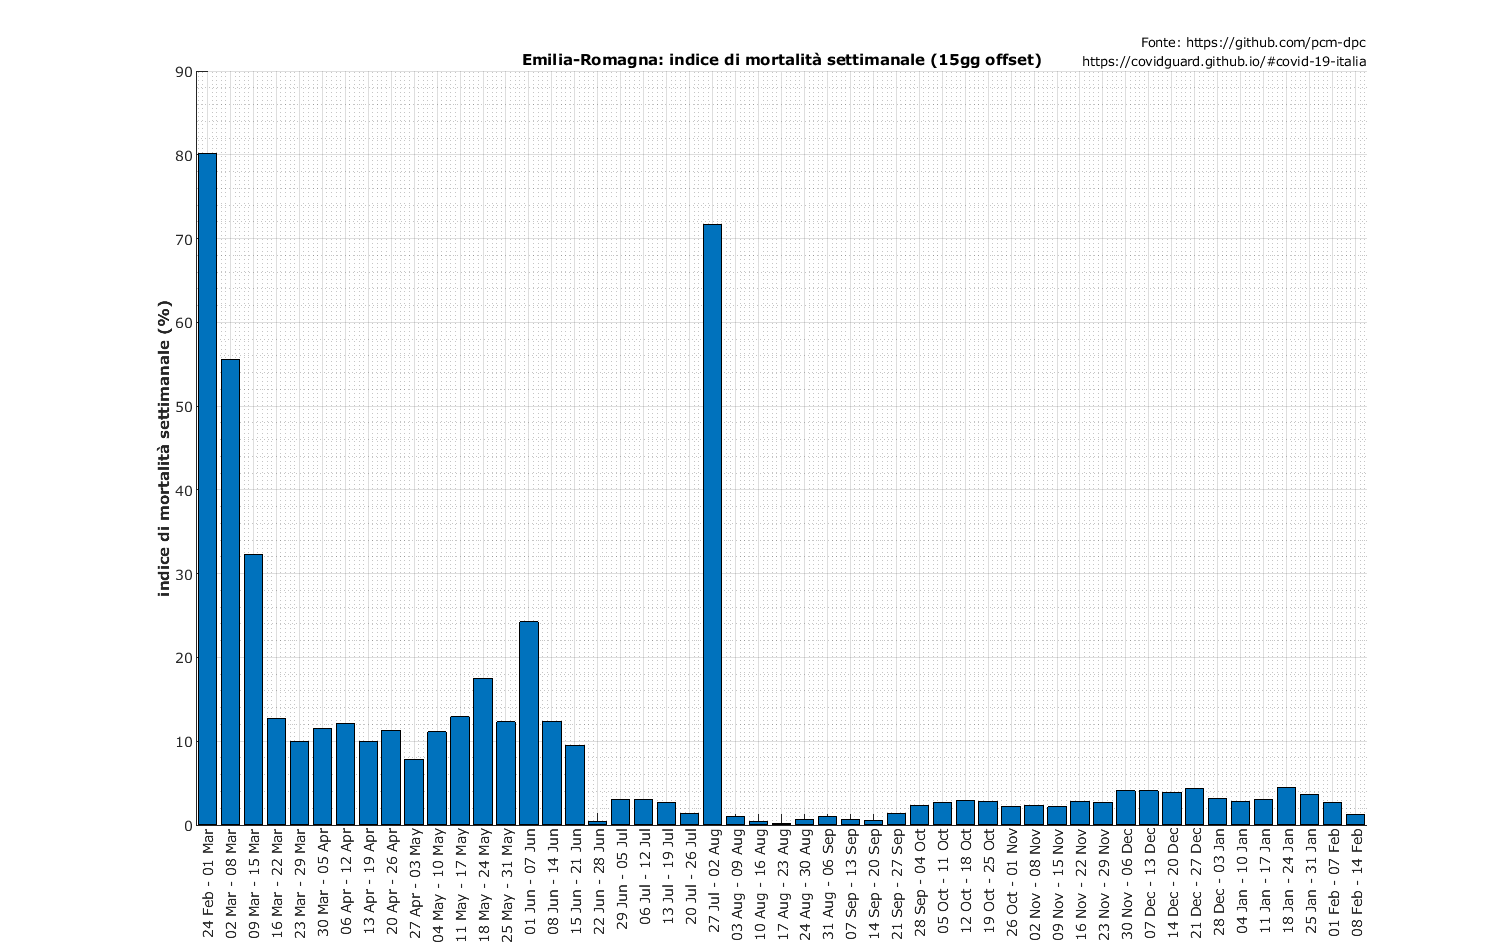 Fonte: https://github.com/pcm-dpc
Emilia-Romagna: indice di mortalità settimanale (15gg offset)
https://covidguard.github.io/#covid-19-italia
indice di mortalità settimanale (%)
90
80
70
60
50
40
30
20
10
0
24 Feb - 01 Mar
02 Mar - 08 Mar
09 Mar - 15 Mar
16 Mar - 22 Mar
23 Mar - 29 Mar
30 Mar - 05 Apr
06 Apr - 12 Apr
13 Apr - 19 Apr
20 Apr - 26 Apr
27 Apr - 03 May
04 May - 10 May
11 May - 17 May
18 May - 24 May
25 May - 31 May
01 Jun - 07 Jun
08 Jun - 14 Jun
15 Jun - 21 Jun
22 Jun - 28 Jun
29 Jun - 05 Jul
06 Jul - 12 Jul
13 Jul - 19 Jul
20 Jul - 26 Jul
27 Jul - 02 Aug
03 Aug - 09 Aug
10 Aug - 16 Aug
17 Aug - 23 Aug
24 Aug - 30 Aug
31 Aug - 06 Sep
07 Sep - 13 Sep
14 Sep - 20 Sep
21 Sep - 27 Sep
28 Sep - 04 Oct
05 Oct - 11 Oct
12 Oct - 18 Oct
19 Oct - 25 Oct
26 Oct - 01 Nov
02 Nov - 08 Nov
09 Nov - 15 Nov
16 Nov - 22 Nov
23 Nov - 29 Nov
30 Nov - 06 Dec
07 Dec - 13 Dec
14 Dec - 20 Dec
21 Dec - 27 Dec
28 Dec - 03 Jan
04 Jan - 10 Jan
11 Jan - 17 Jan
18 Jan - 24 Jan
25 Jan - 31 Jan
01 Feb - 07 Feb
08 Feb - 14 Feb